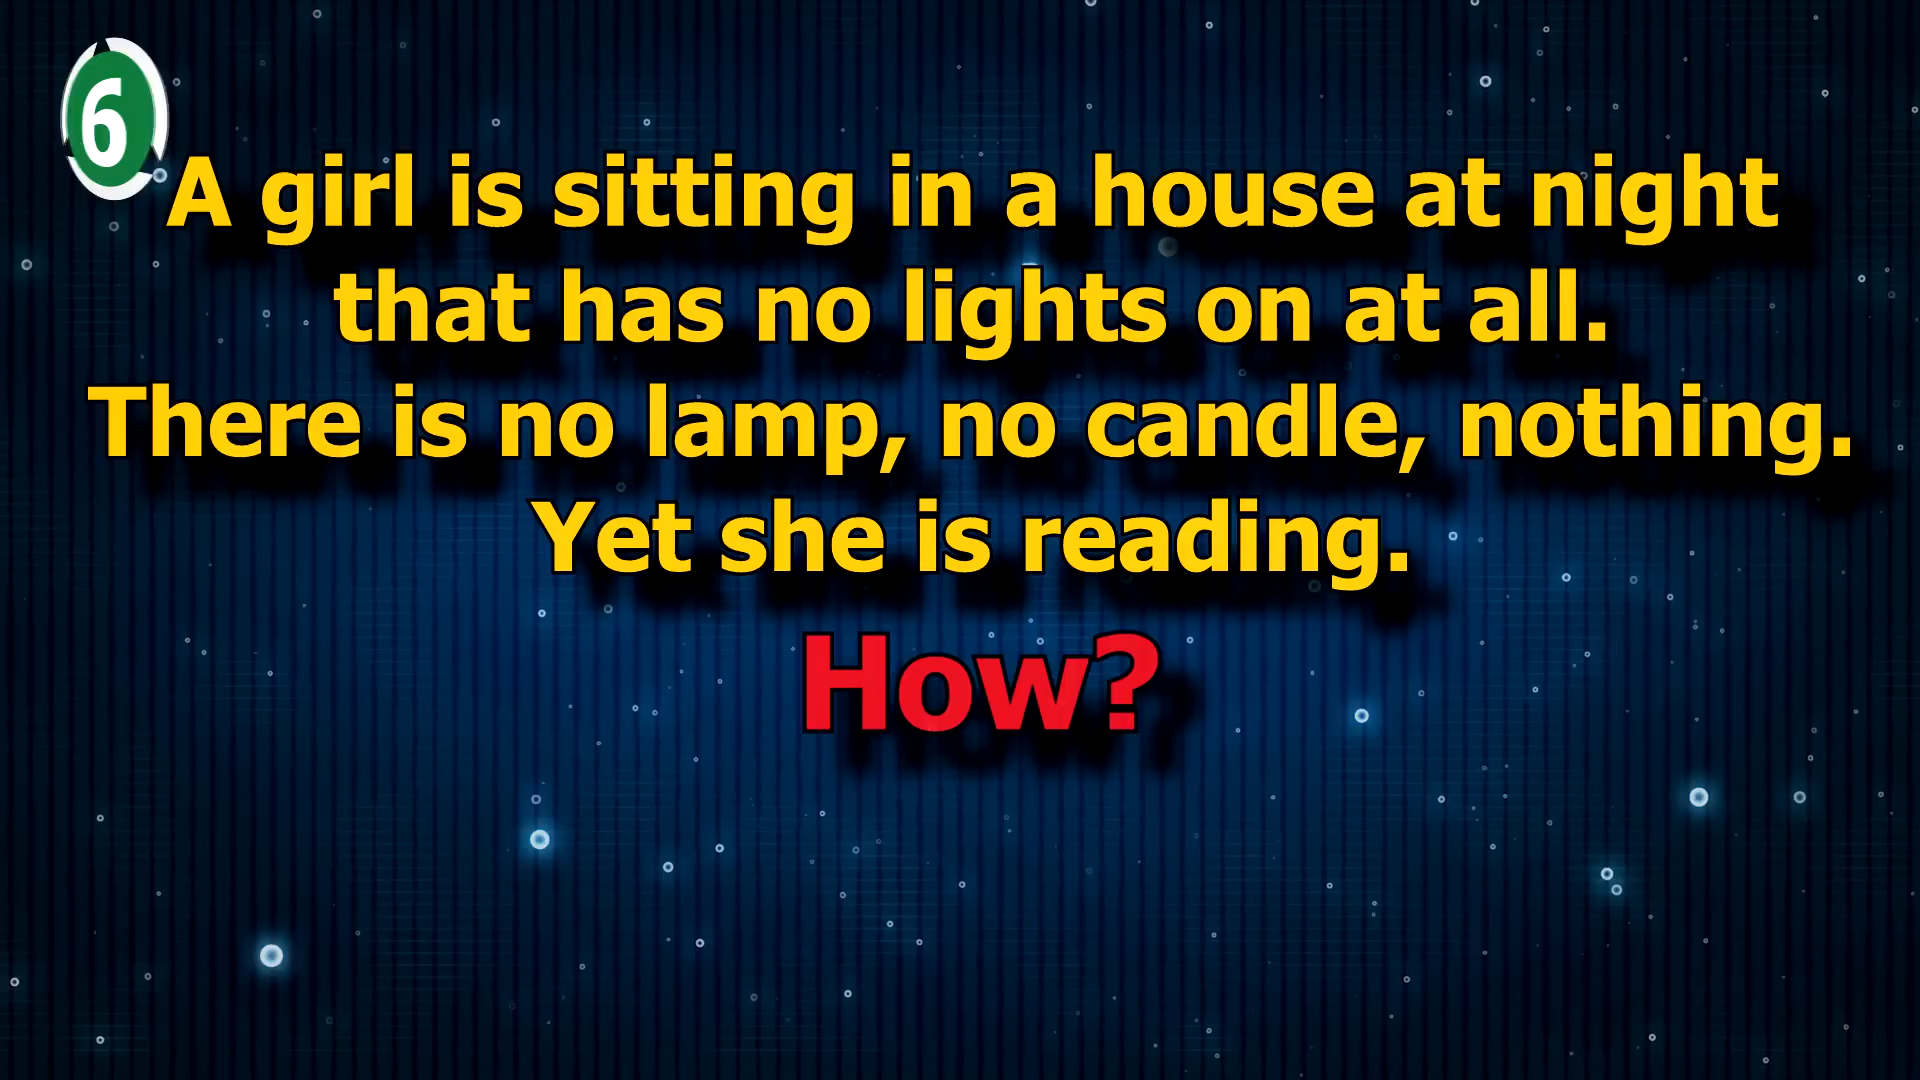 6
A girl is sitting in a house at night
that has no lights on at all.
There is no lamp, no candle, nothing.
Yet she is reading.
How?